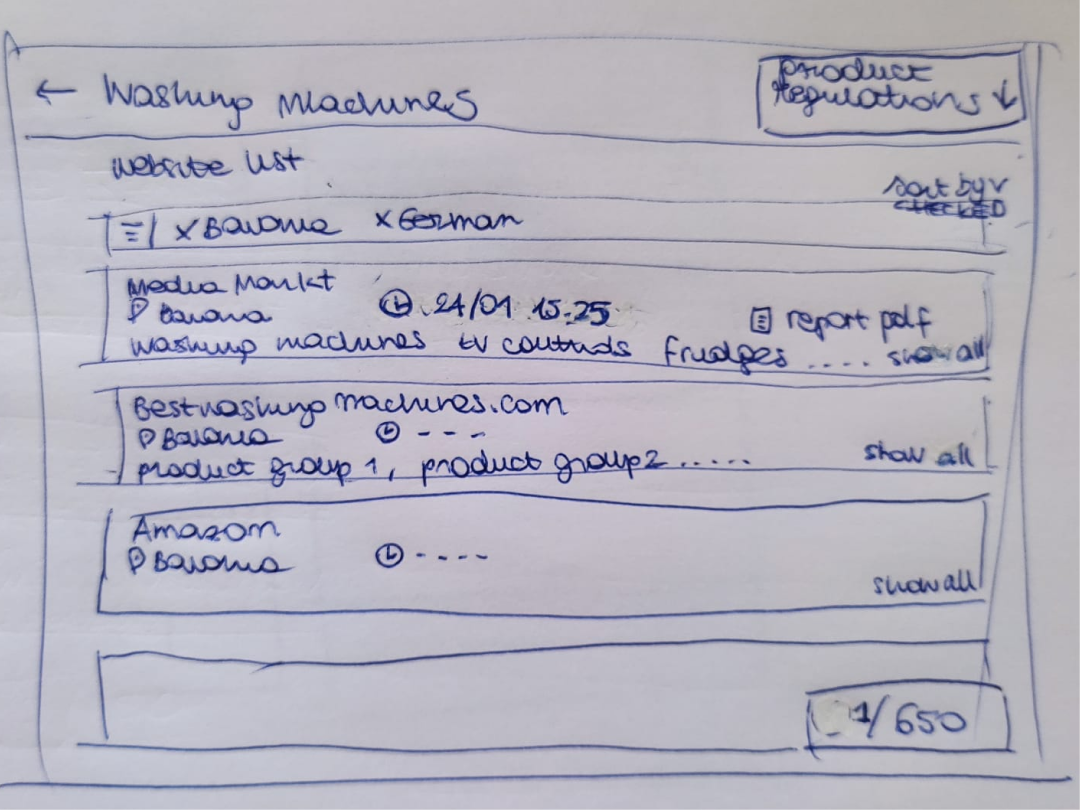 ← Washing Machines
Product
Regulations ↓
Website list
sort by v
CHECKED
x Bavaria x German
Media Markt
Bavaria 24/01 15:25 report pdf
washing machines tv controls fridges .... show all
Bestwashing machines.com
Bavaria - - -
product group 1, product group 2 ..... show all
Amazon
Bavaria - - - -
show all
1/650